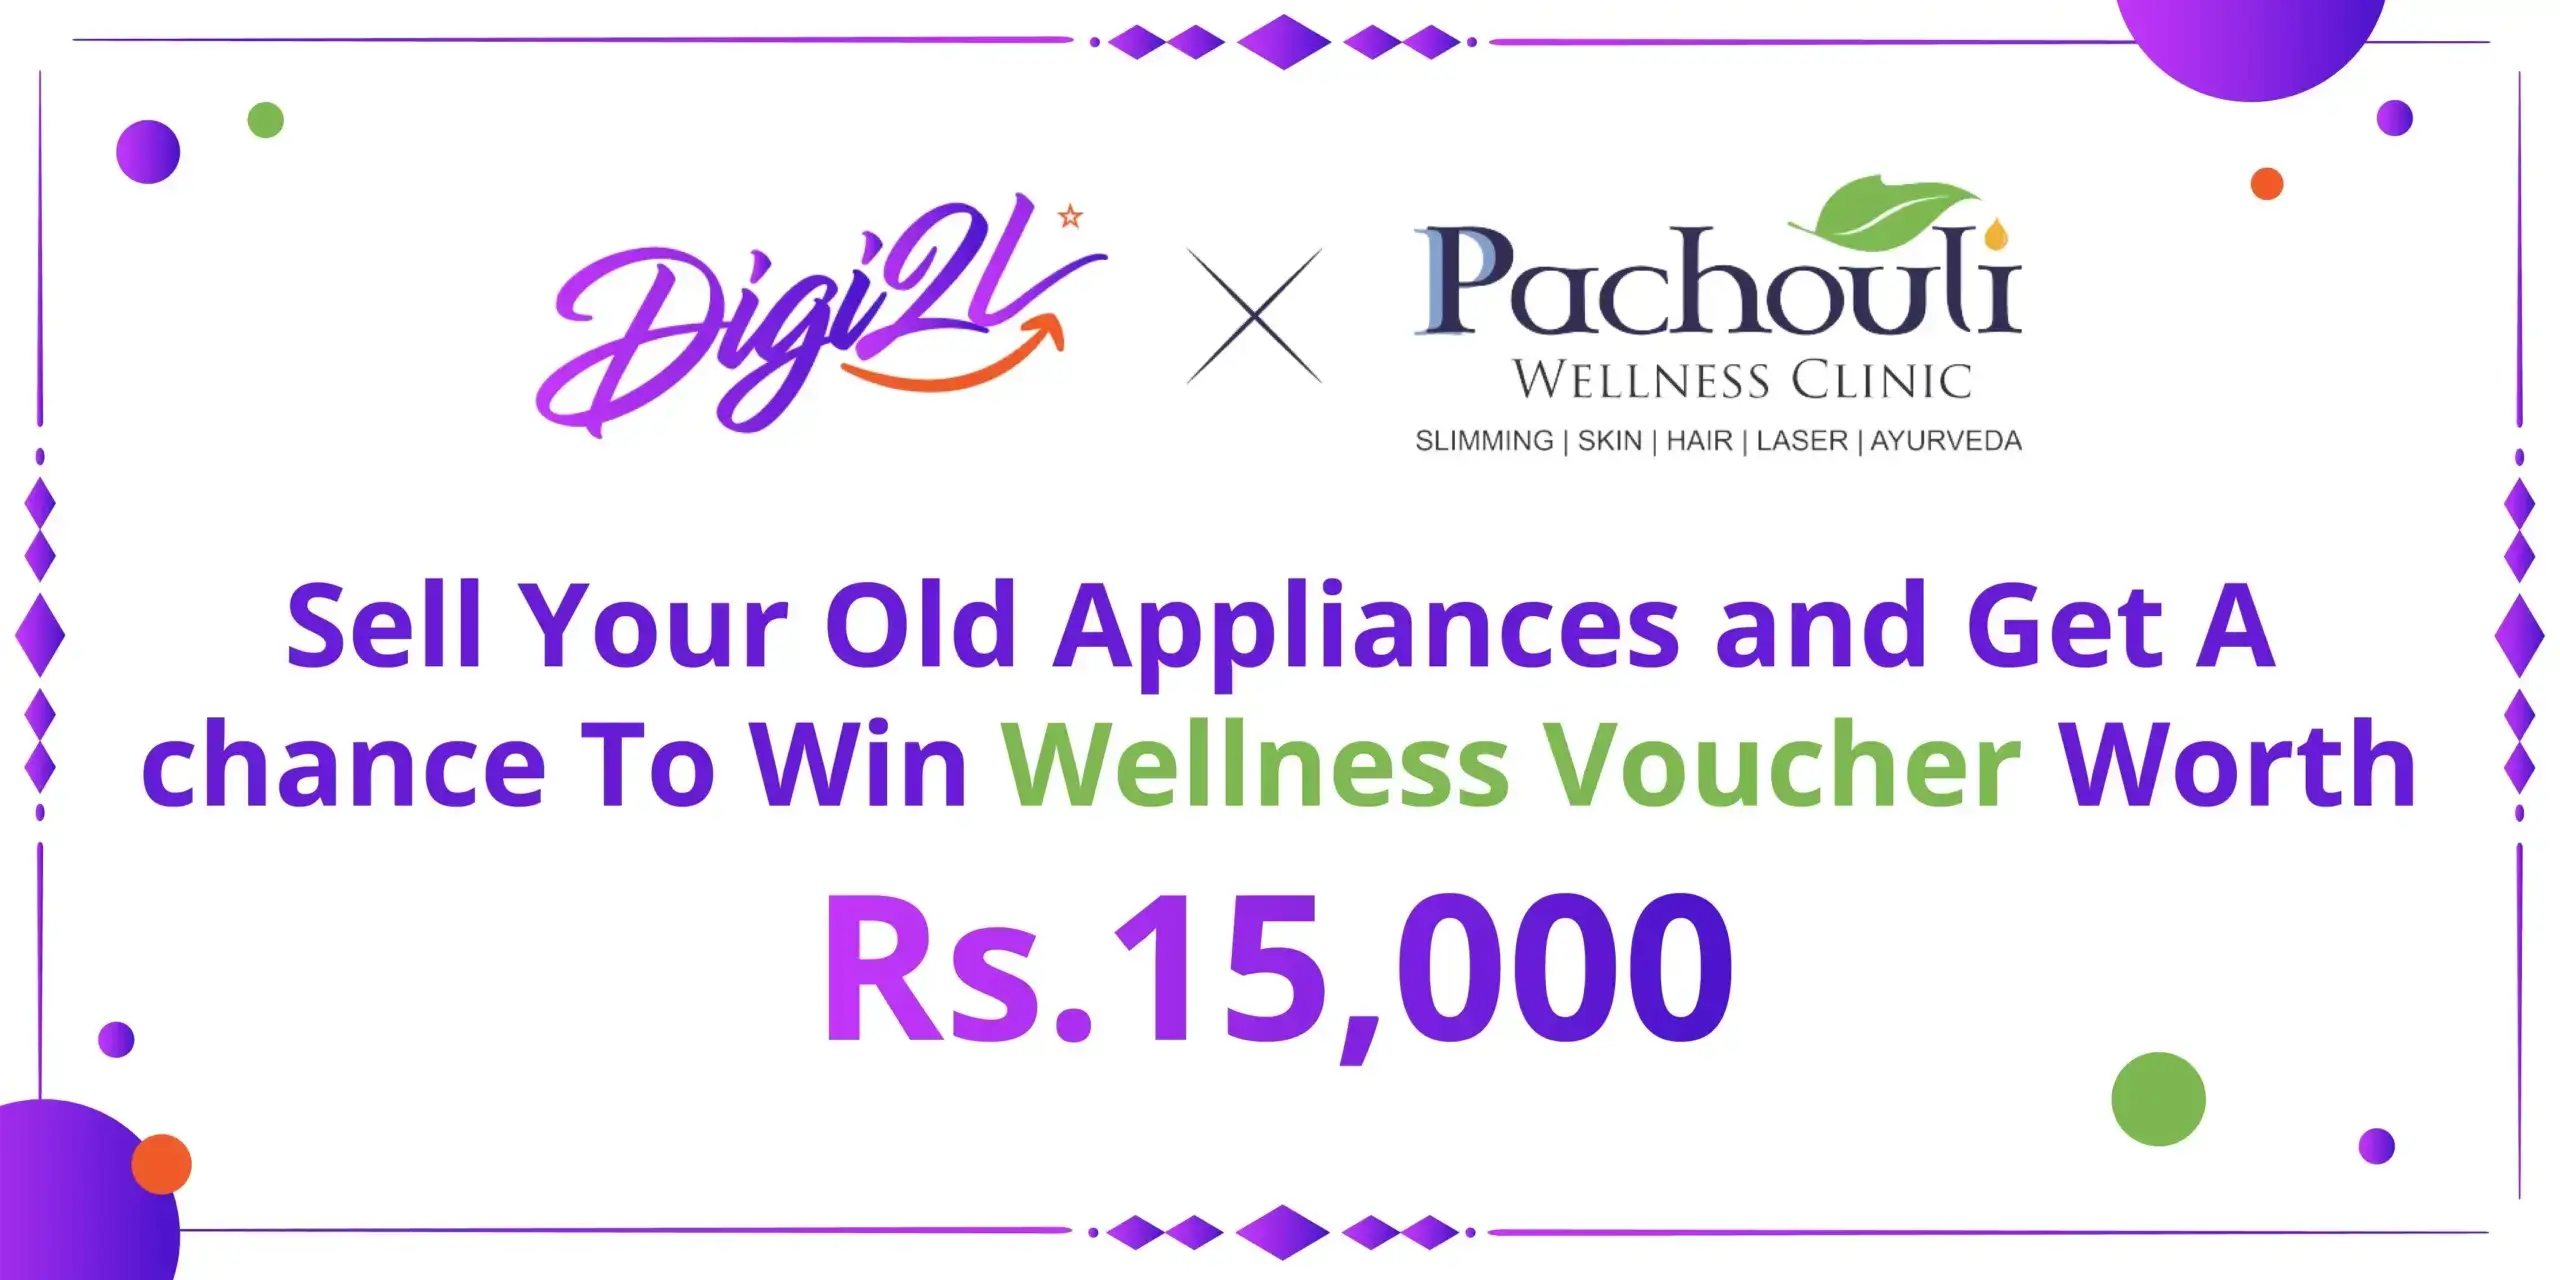 Digi2L
Pachouli
WELLNESS CLINIC
SLIMMING | SKIN | HAIR | LASER | AYURVEDA
Sell Your Old Appliances and Get A
chance To Win Wellness Voucher Worth
Rs.15,000